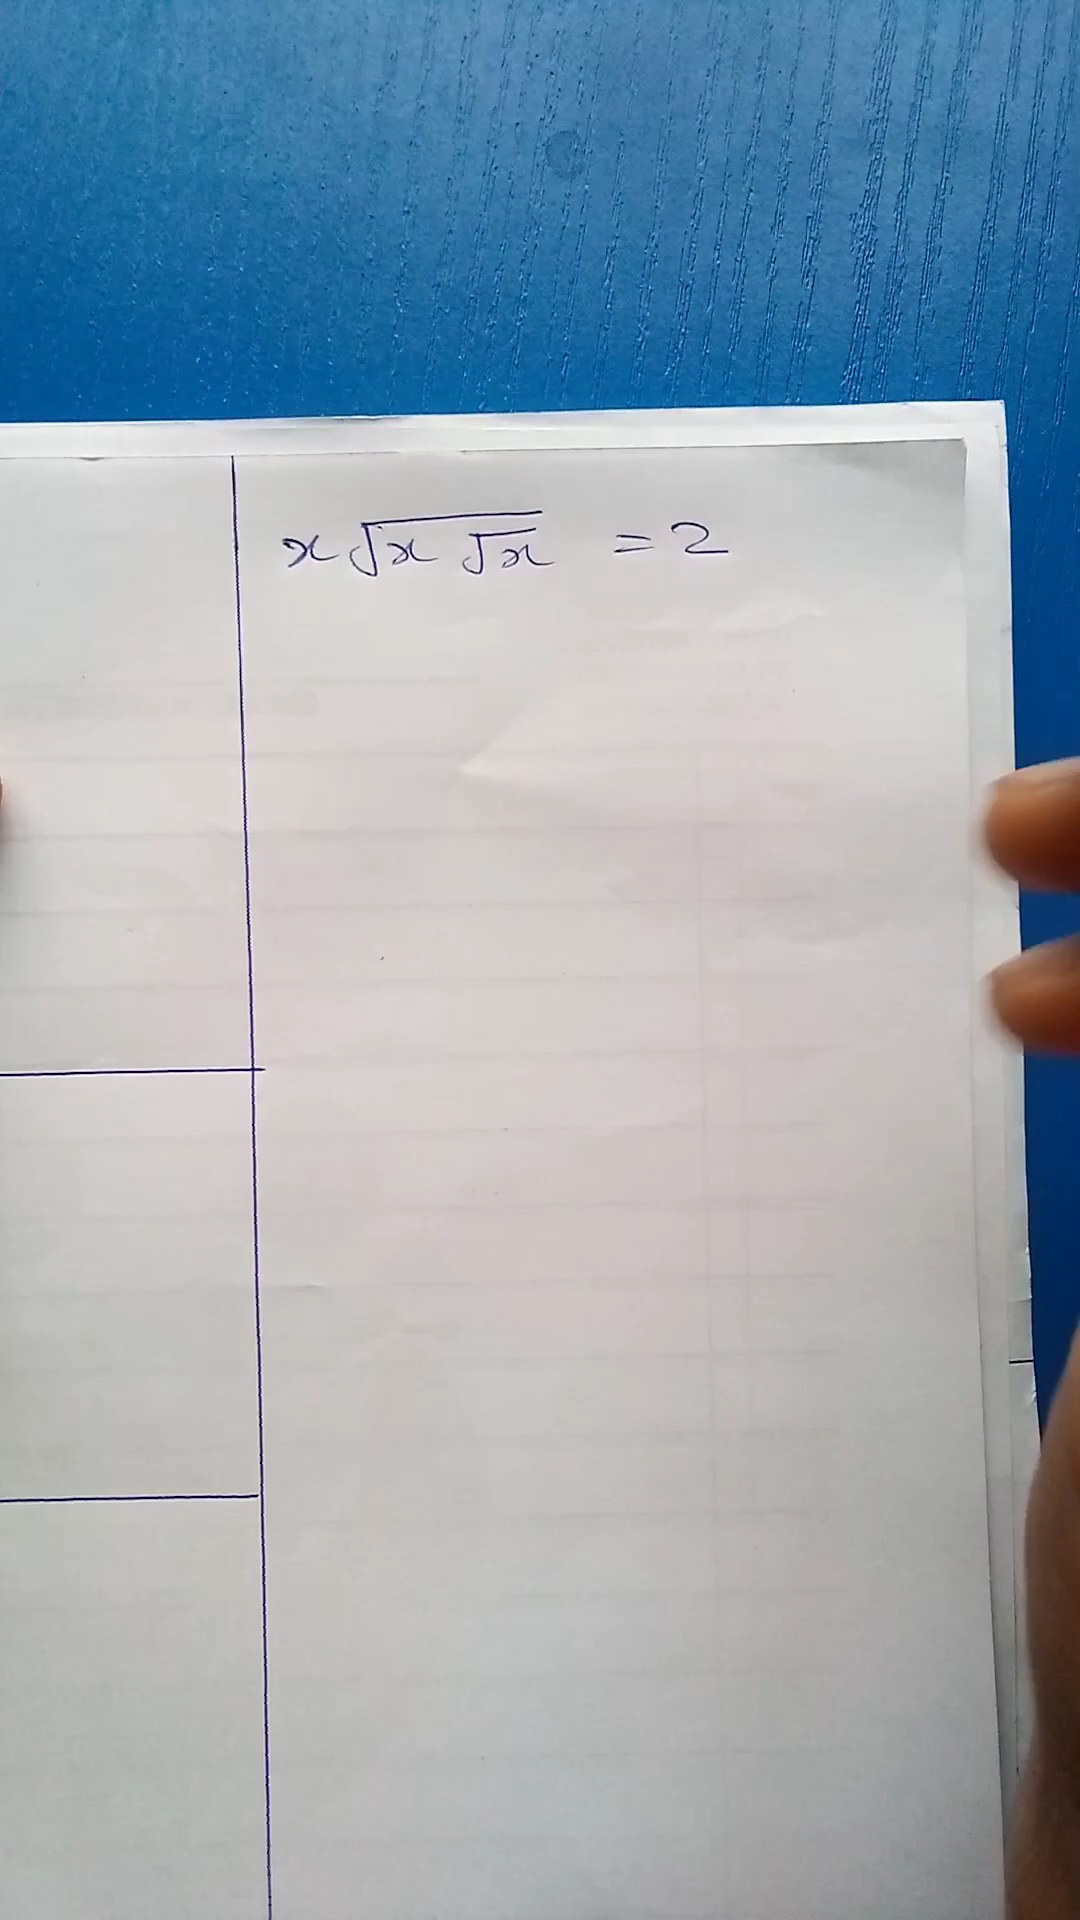 x√(x√x) = 2